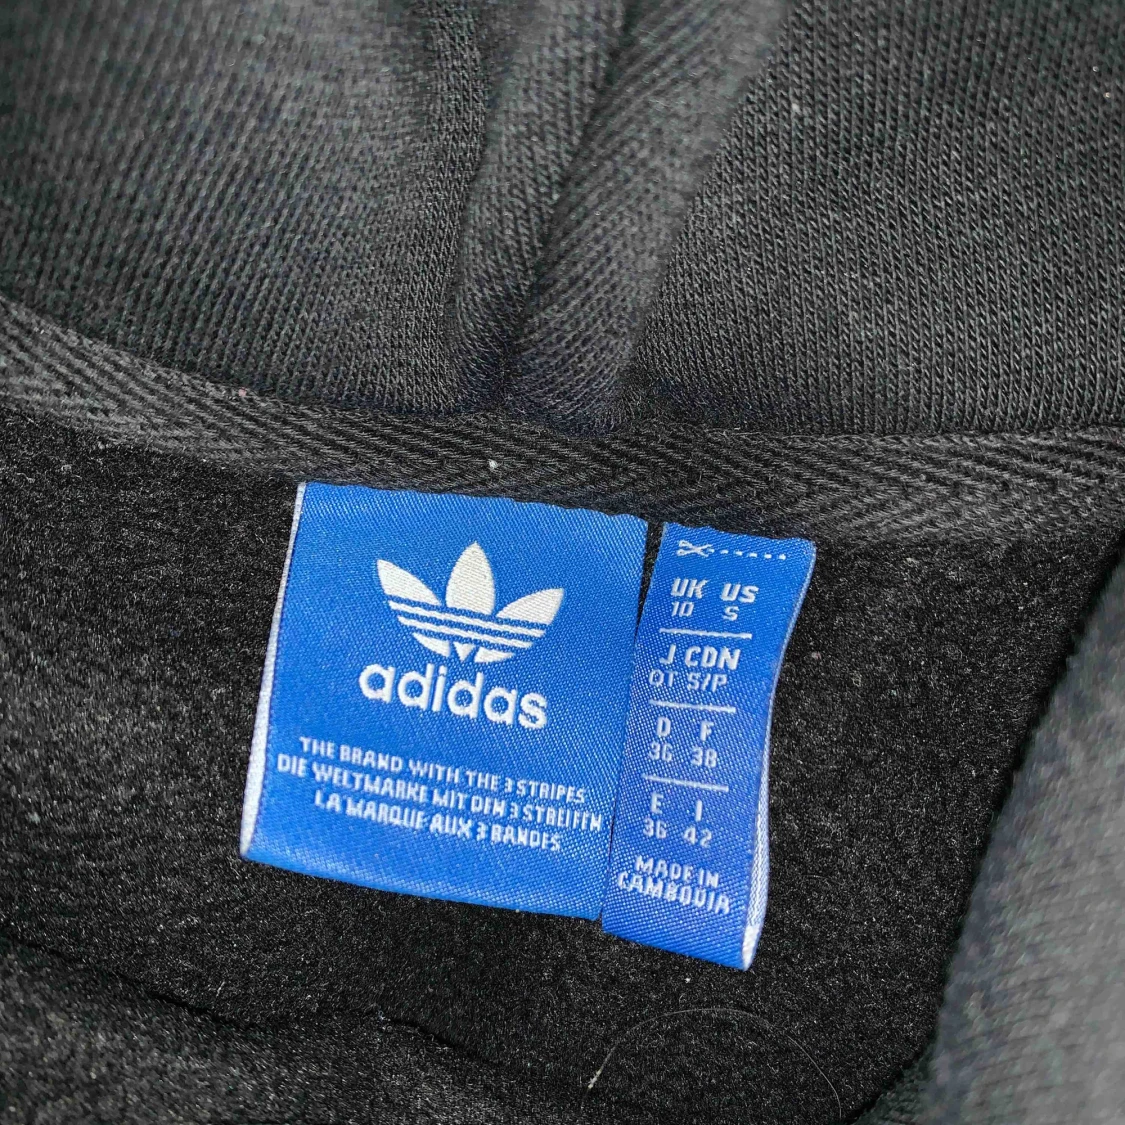 adidas
THE BRAND WITH THE 3 STRIPES
DIE WELTMARKE MIT DEN 3 STREIFEN
LA MARQUE AUX 3 BANDES
UK US
10 S
J CDN
OT S/P
D F
36 38
E I
36 42
MADE IN
CAMBODIA